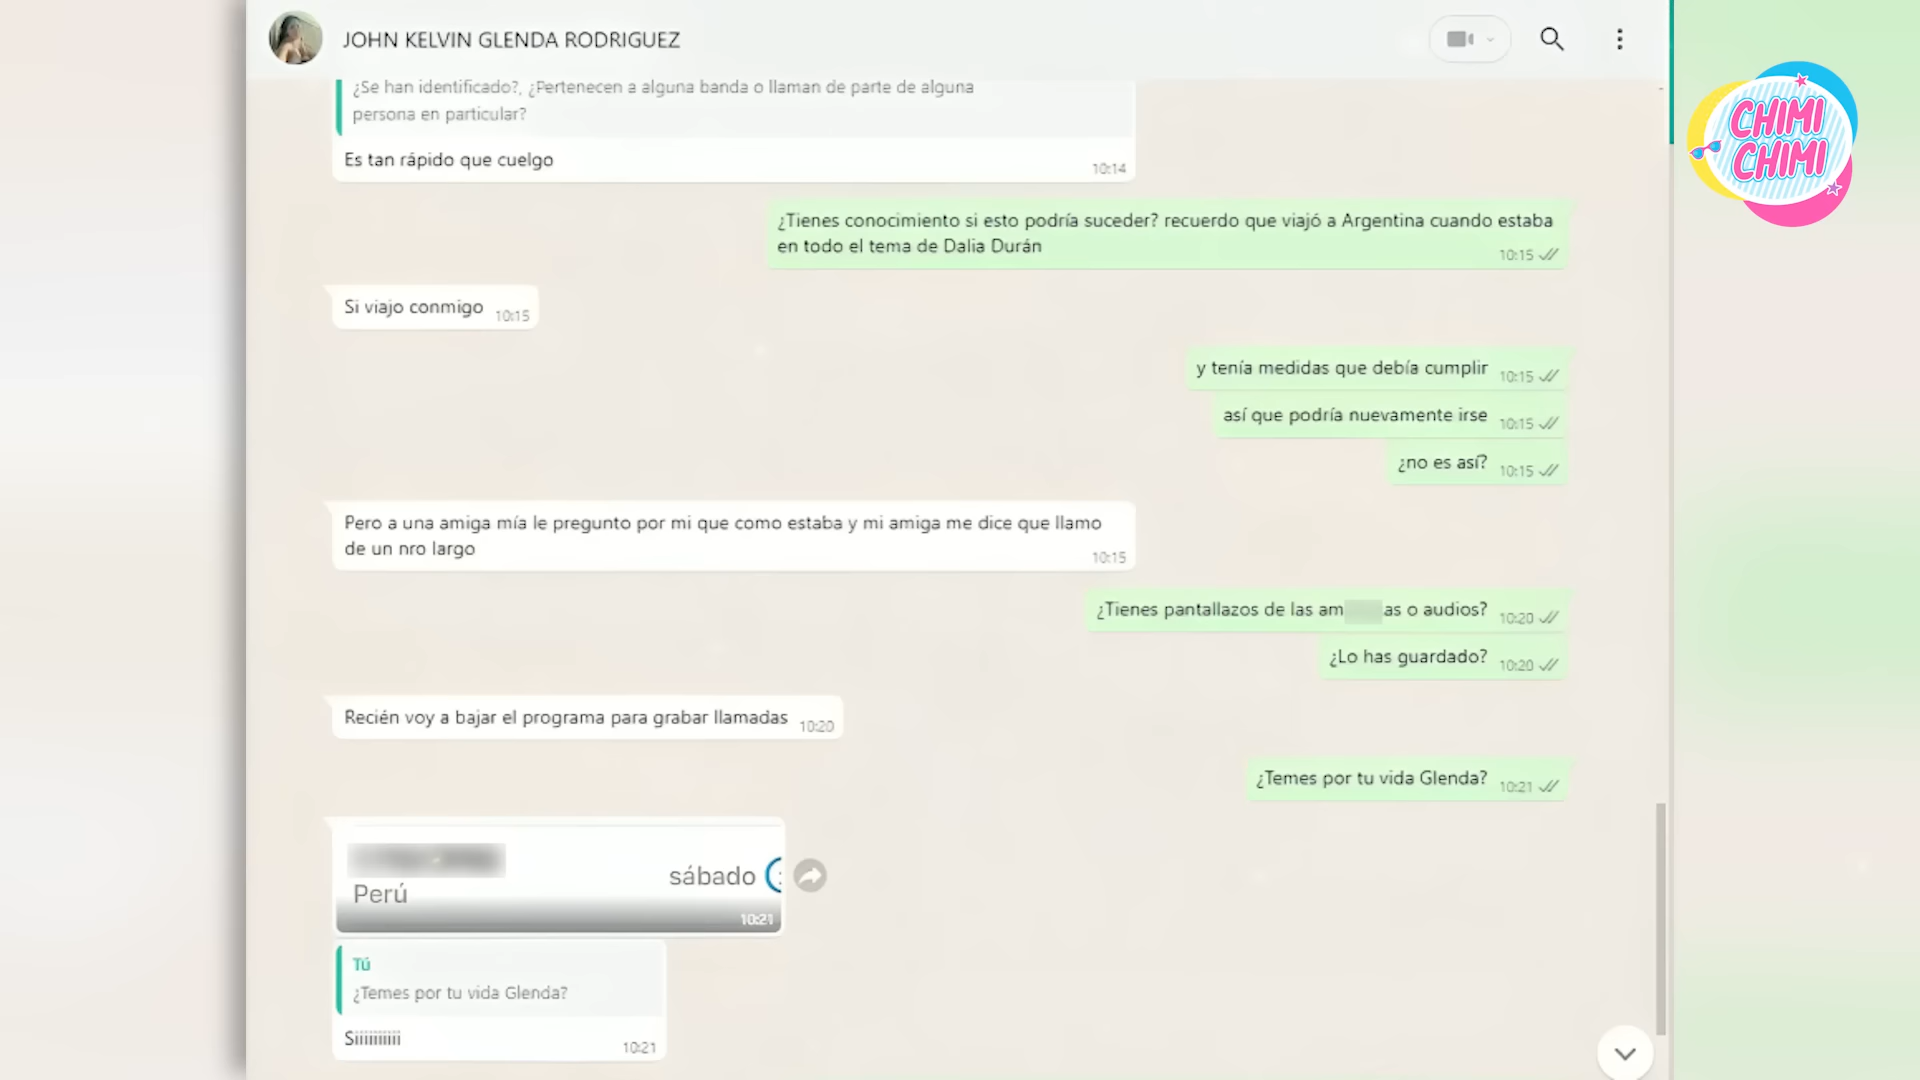 JOHN KELVIN GLENDA RODRIGUEZ
¿Se han identificado?, ¿Pertenecen a alguna banda o llaman de parte de alguna
persona en particular?
Es tan rápido que cuelgo
10:14
¿Tienes conocimiento si esto podría suceder? recuerdo que viajó a Argentina cuando estaba
en todo el tema de Dalia Durán
10:15
Si viajo conmigo 10:15
y tenía medidas que debía cumplir 10:15
así que podría nuevamente irse 10:15
¿no es así? 10:15
Pero a una amiga mía le pregunto por mi que como estaba y mi amiga me dice que llamo
de un nro largo
10:15
¿Tienes pantallazos de las am as o audios? 10:20
¿Lo has guardado? 10:20
Recién voy a bajar el programa para grabar llamadas 10:20
¿Temes por tu vida Glenda? 10:21
sábado
Perú
10:21
Tú
¿Temes por tu vida Glenda?
Siiiiiiiiii
10:21
CHIMI
CHIMI